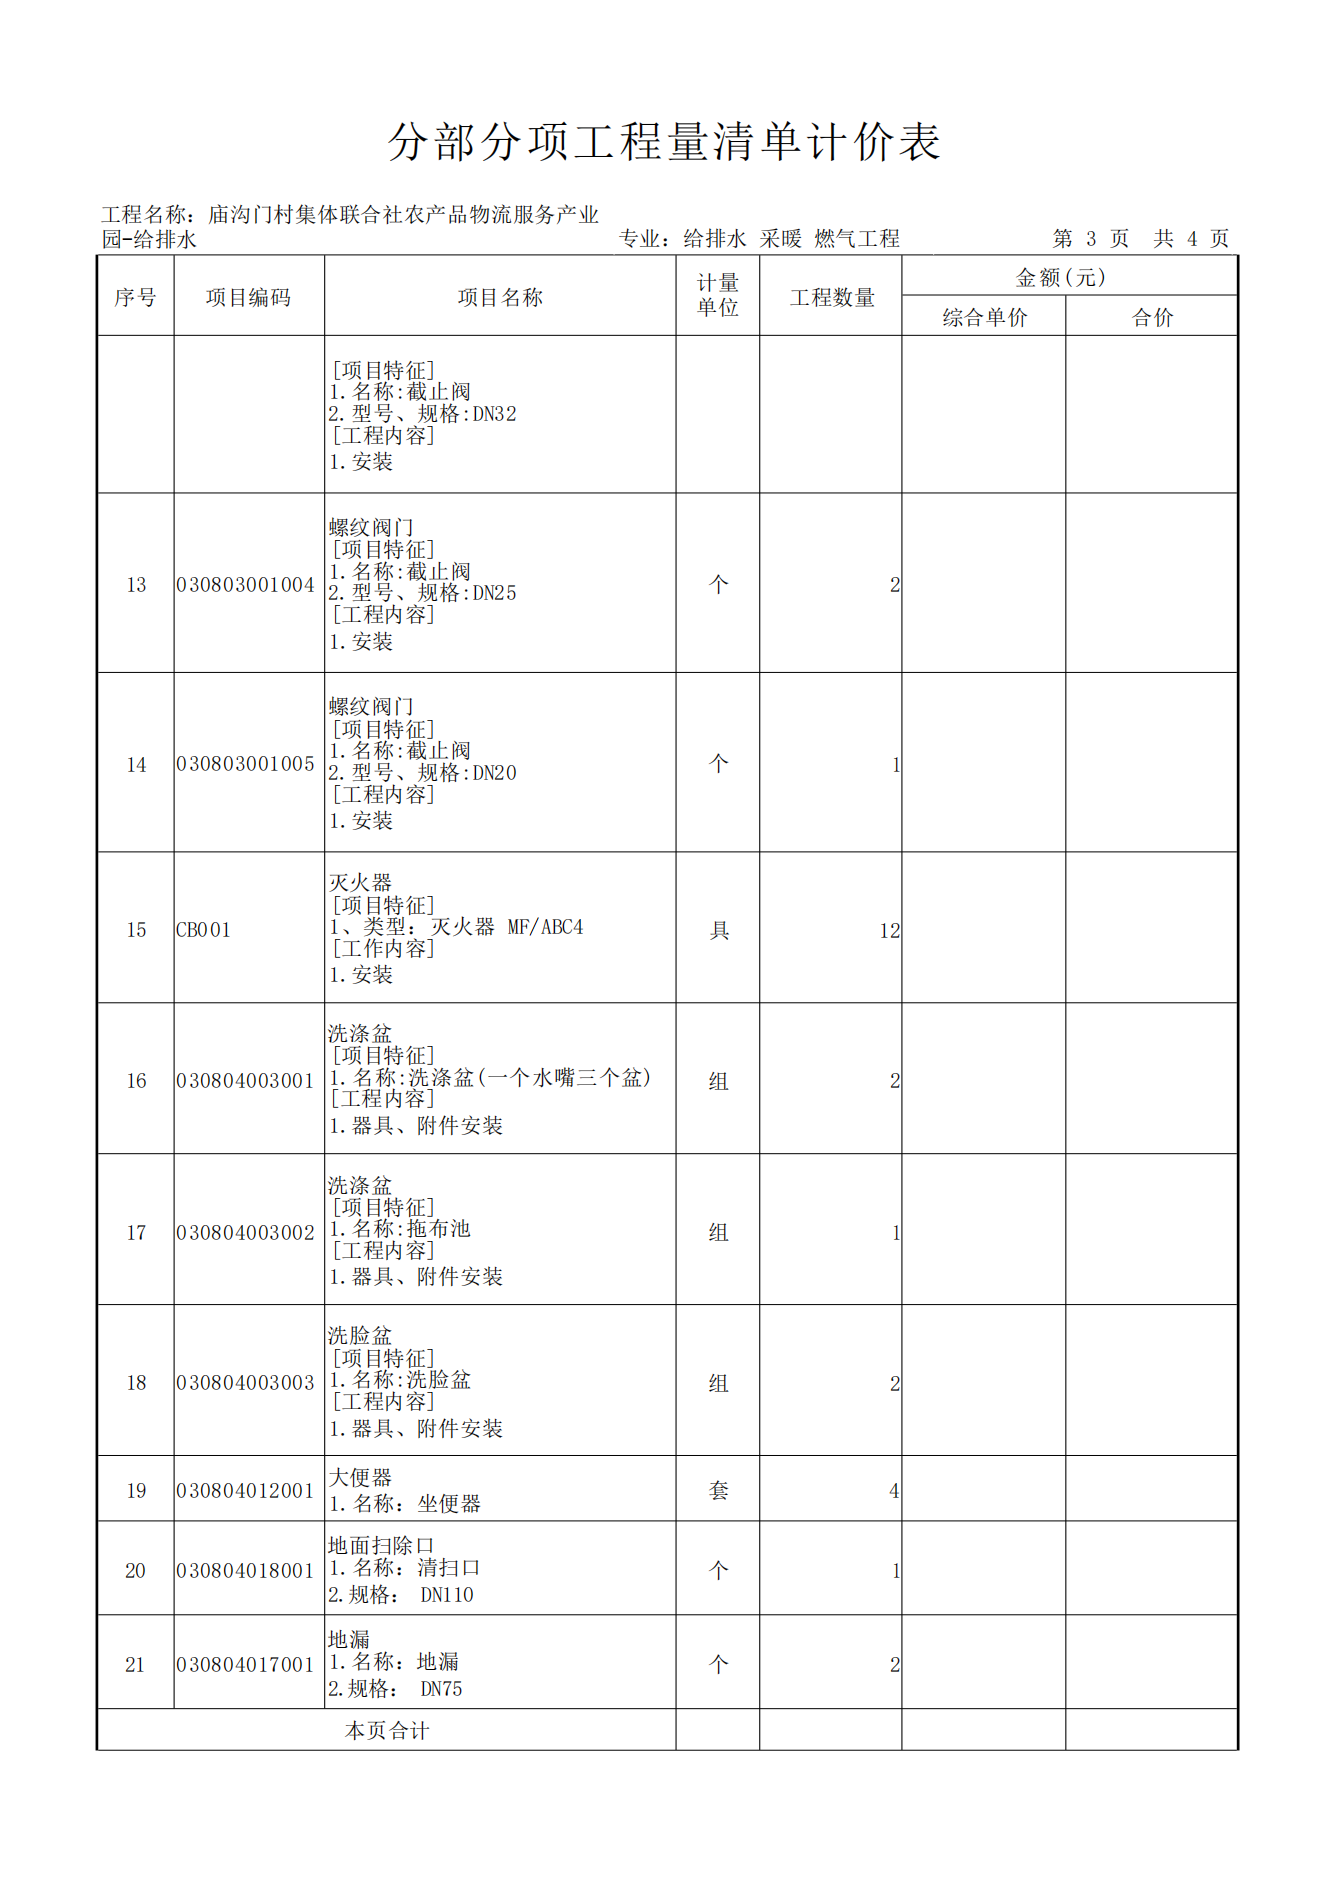 分部分项工程量清单计价表
工程名称：庙沟门村集体联合社农产品物流服务产业
园-给排水
专业：给排水 采暖 燃气工程
第 3 页 共 4 页
序号
项目编码
项目名称
计量
单位
工程数量
金额(元)
综合单价
合价
[项目特征]
1.名称:截止阀
2.型号、规格:DN32
[工程内容]
1.安装
13
030803001004
螺纹阀门
[项目特征]
1.名称:截止阀
2.型号、规格:DN25
[工程内容]
1.安装
个
2
14
030803001005
螺纹阀门
[项目特征]
1.名称:截止阀
2.型号、规格:DN20
[工程内容]
1.安装
个
1
15
CB001
灭火器
[项目特征]
1、类型：灭火器 MF/ABC4
[工作内容]
1.安装
具
12
16
030804003001
洗涤盆
[项目特征]
1.名称:洗涤盆(一个水嘴三个盆)
[工程内容]
1.器具、附件安装
组
2
17
030804003002
洗涤盆
[项目特征]
1.名称:拖布池
[工程内容]
1.器具、附件安装
组
1
18
030804003003
洗脸盆
[项目特征]
1.名称:洗脸盆
[工程内容]
1.器具、附件安装
组
2
19
030804012001
大便器
1.名称：坐便器
套
4
20
030804018001
地面扫除口
1.名称：清扫口
2.规格： DN110
个
1
21
030804017001
地漏
1.名称：地漏
2.规格： DN75
个
2
本页合计